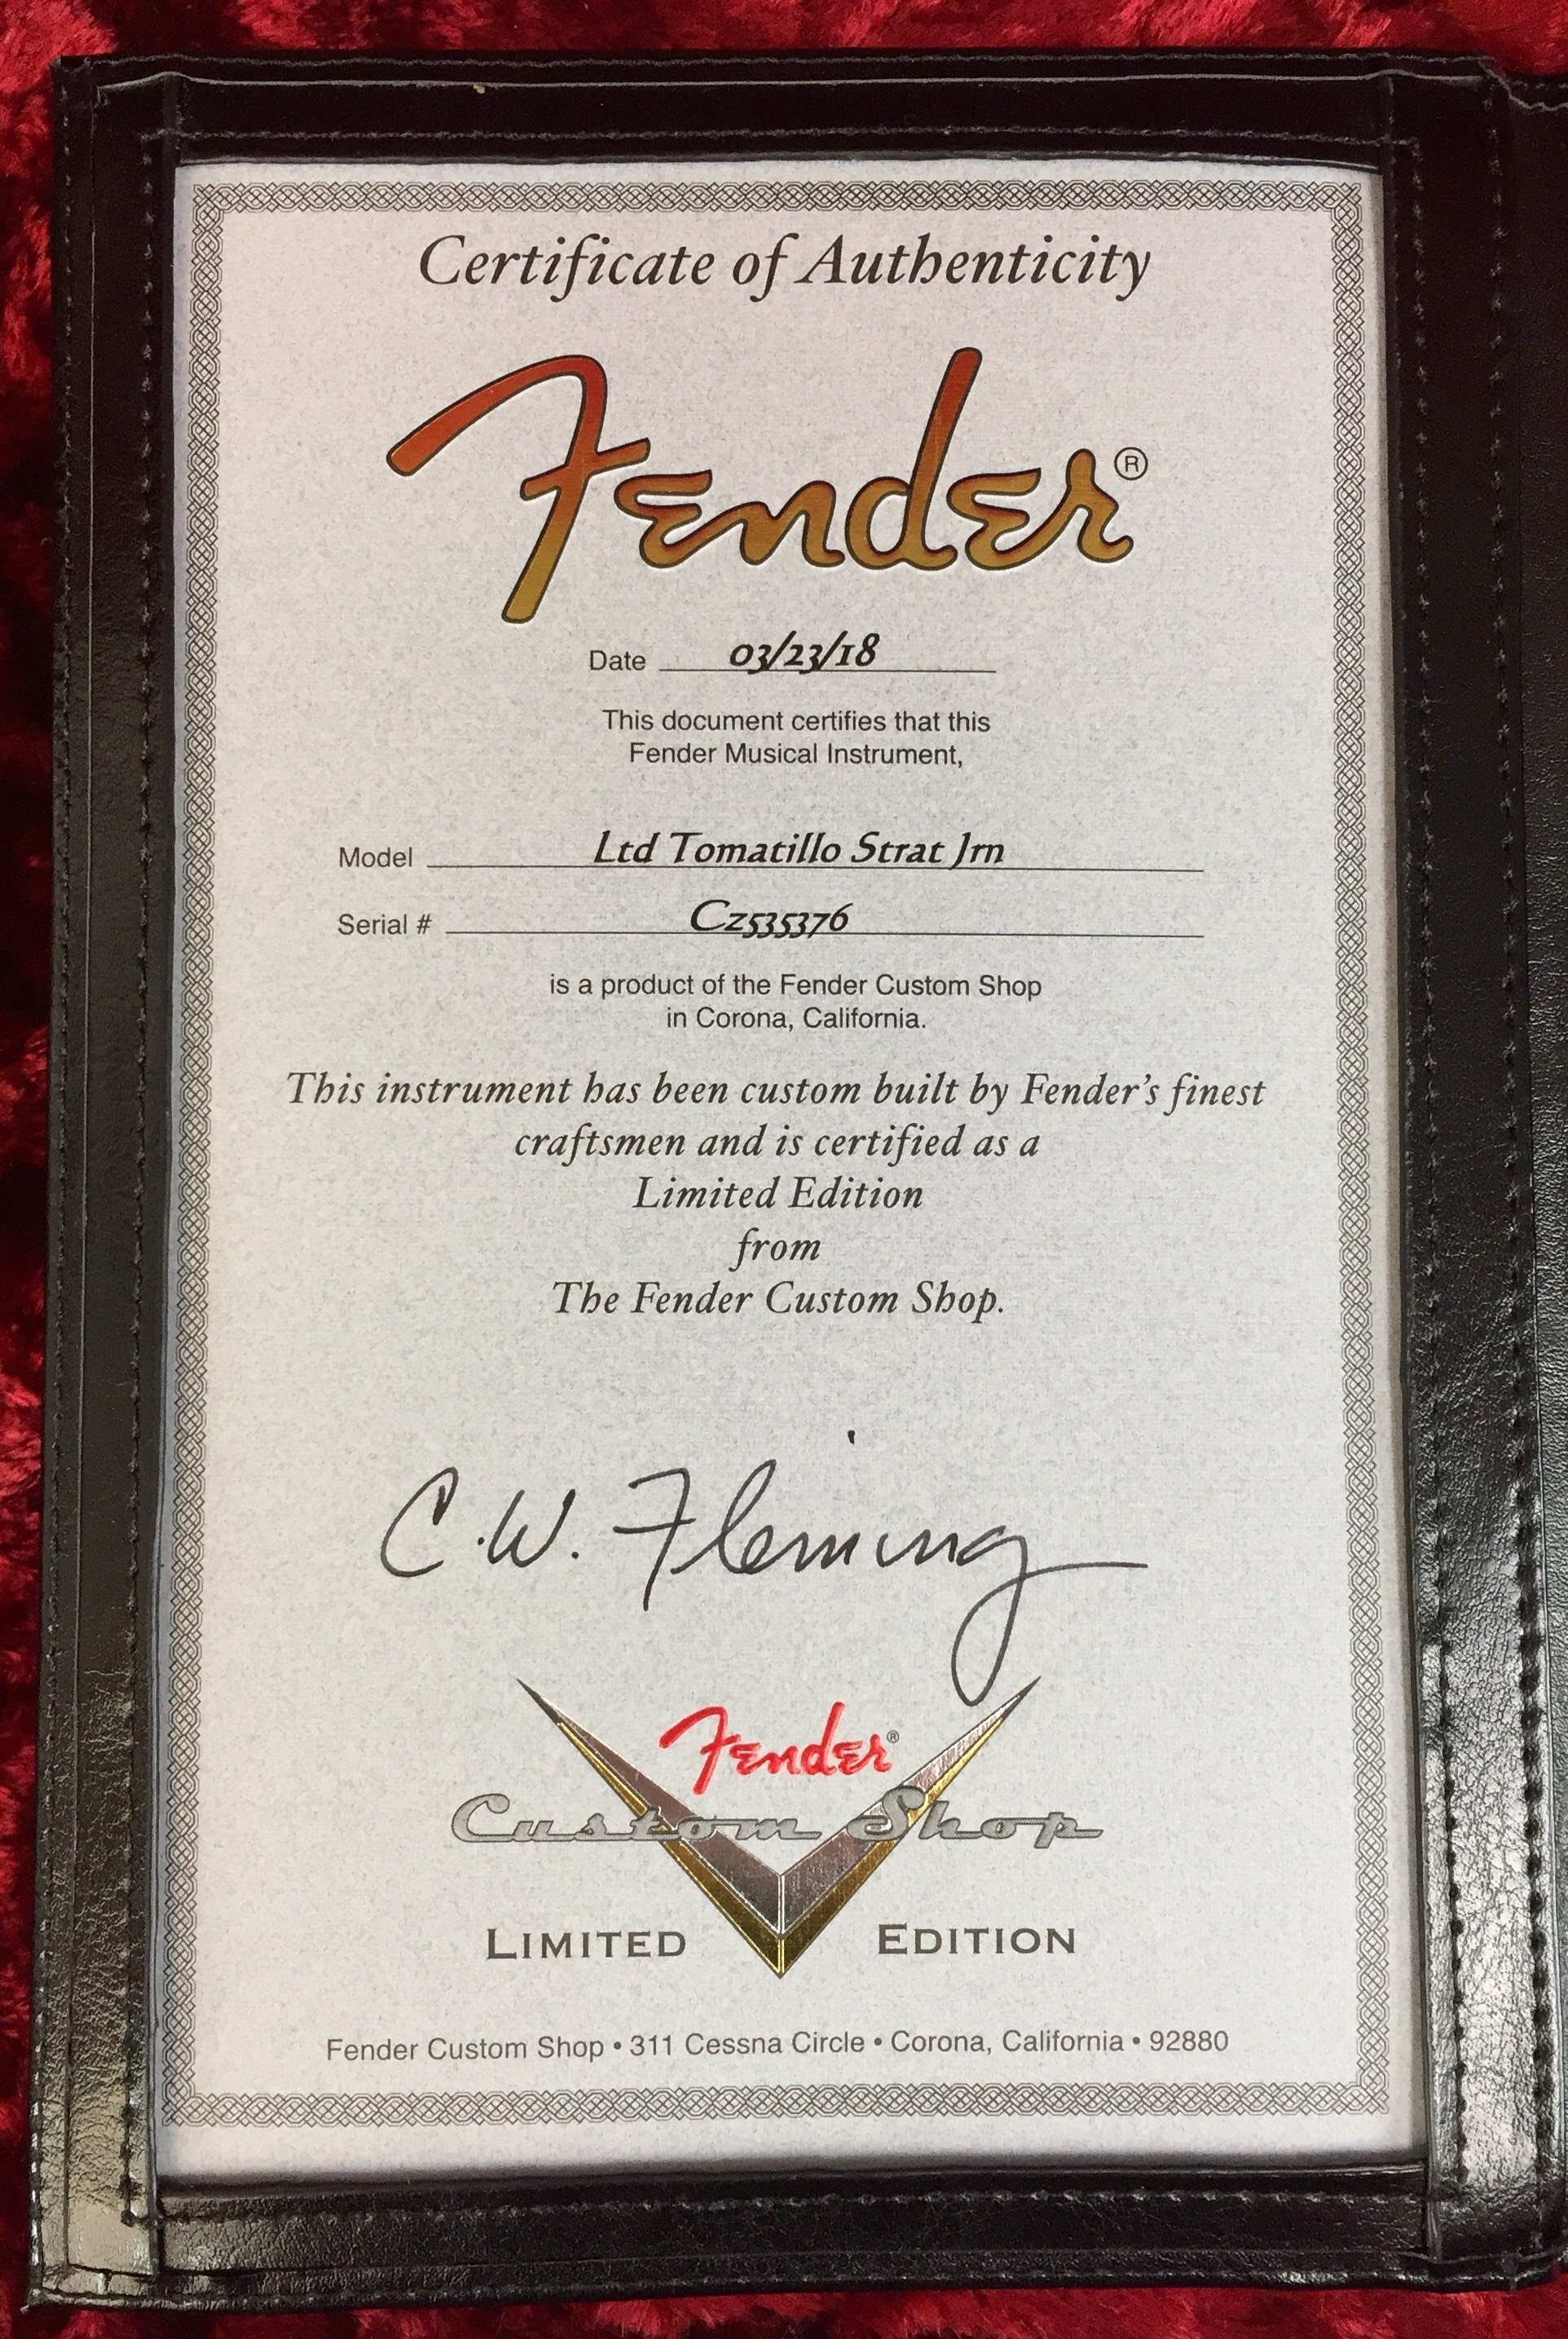 Certificate of Authenticity
Fender®
Date 03/23/18
This document certifies that this
Fender Musical Instrument,
Model Ltd Tomatillo Strat Jrn
Serial # Cz535376
is a product of the Fender Custom Shop
in Corona, California.
This instrument has been custom built by Fender's finest
craftsmen and is certified as a
Limited Edition
from
The Fender Custom Shop.
C.W. Fleming
Fender®
Custom Shop
LIMITED EDITION
Fender Custom Shop • 311 Cessna Circle • Corona, California • 92880